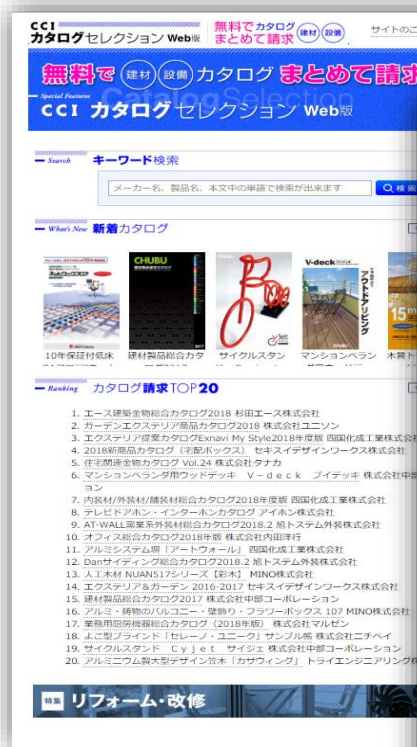 CCI
カタログセレクション Web版
無料でカタログ 建材 設備
まとめて請求
サイトのご
無料で 建材 設備 カタログ まとめて請求
CatalogSelection
Special Features
CCI カタログセレクション Web版
Search キーワード検索
メーカー名、製品名、本文中の単語で検索が出来ます
検索
What's New 新着カタログ
CHUBU
V-deck
アウトドアリビング
15m
10年保証付低床
建材製品総合カタ
サイクルスタン
マンションベラン
木質ト
Ranking カタログ請求TOP20
1. エース建築金物総合カタログ2018 杉田エース株式会社
2. ガーデンエクステリア商品カタログ2018 株式会社ユニソン
3. エクステリア提案カタログExnavi My Style2018年度版 四国化成工業株式会社
4. 2018新商品カタログ（宅配ボックス） セキスイデザインワークス株式会社
5. 住宅関連金物カタログ Vol.24 株式会社タナカ
6. マンションベランダ用ウッドデッキ V－deck ブイデッキ 株式会社中部
ョン
7. 内装材/外装材/舗装材総合カタログ2018年度版 四国化成工業株式会社
8. テレビドアホン・インターホンカタログ アイホン株式会社
9. AT-WALL窯業系外装材総合カタログ2018.2 旭トステム外装株式会社
10. オフィス総合カタログ2018年版 株式会社内田洋行
11. アルミシステム塀「アートウォール」 四国化成工業株式会社
12. Danサイディング総合カタログ2018.2 旭トステム外装株式会社
13. 人工木材 NUANS17シリーズ【彩木】 MINO株式会社
14. エクステリア＆ガーデン 2016-2017 セキスイデザインワークス株式会社
15. 建材製品総合カタログ2017 株式会社中部コーポレーション
16. アルミ・鋳物のバルコニー・壁飾り・フラワーボックス 107 MINO株式会社
17. 業務用厨房機器総合カタログ（2018年版） 株式会社マルゼン
18. よこ型ブラインド「セレーノ・ユニーク」サンプル帳 株式会社ニチベイ
19. サイクルスタンド Cyjet サイジェ 株式会社中部コーポレーション
20. アルミニウム製大型デザイン笠木「カサウィング」 トライエンジニアリング株
特集 リフォーム・改修